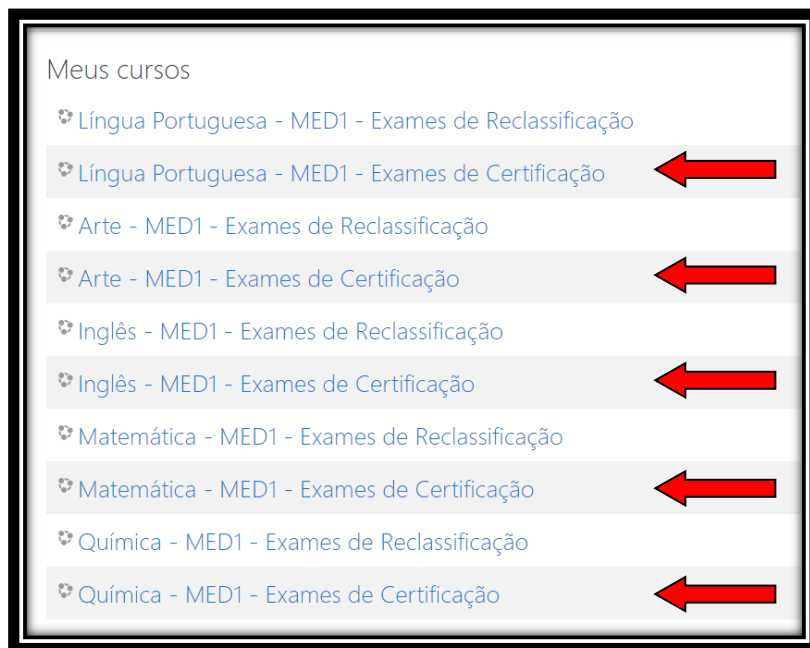 Meus cursos
Língua Portuguesa - MED1 - Exames de Reclassificação
Língua Portuguesa - MED1 - Exames de Certificação
Arte - MED1 - Exames de Reclassificação
Arte - MED1 - Exames de Certificação
Inglês - MED1 - Exames de Reclassificação
Inglês - MED1 - Exames de Certificação
Matemática - MED1 - Exames de Reclassificação
Matemática - MED1 - Exames de Certificação
Química - MED1 - Exames de Reclassificação
Química - MED1 - Exames de Certificação